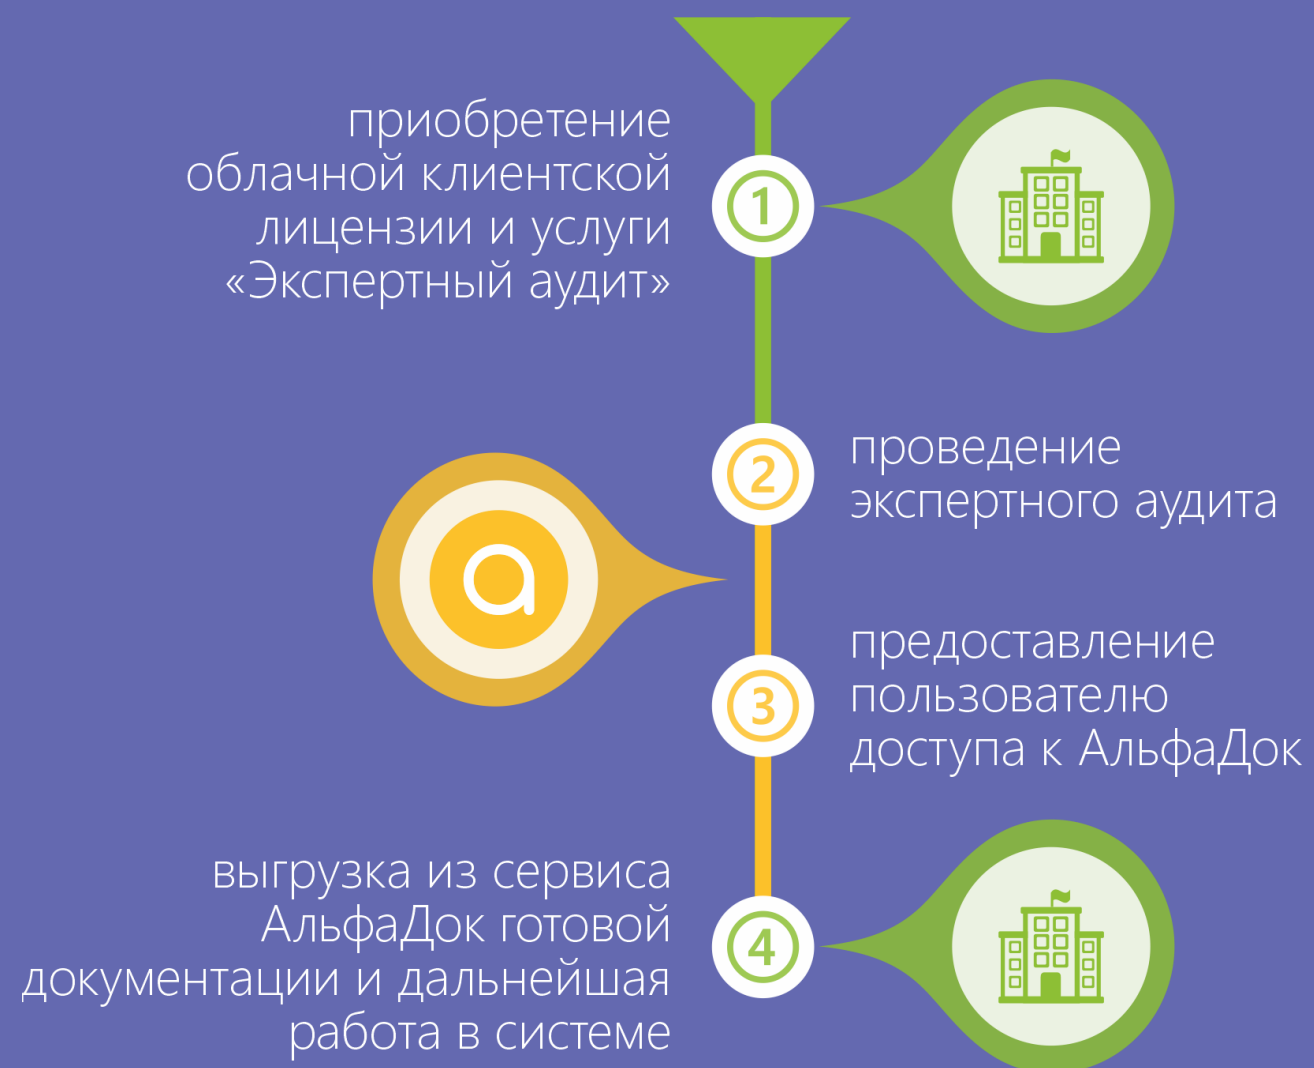 приобретение
облачной клиентской
лицензии и услуги
«Экспертный аудит»
1
2
проведение
экспертного аудита
a
3
предоставление
пользователю
доступа к АльфаДок
выгрузка из сервиса
АльфаДок готовой
документации и дальнейшая
работа в системе
4